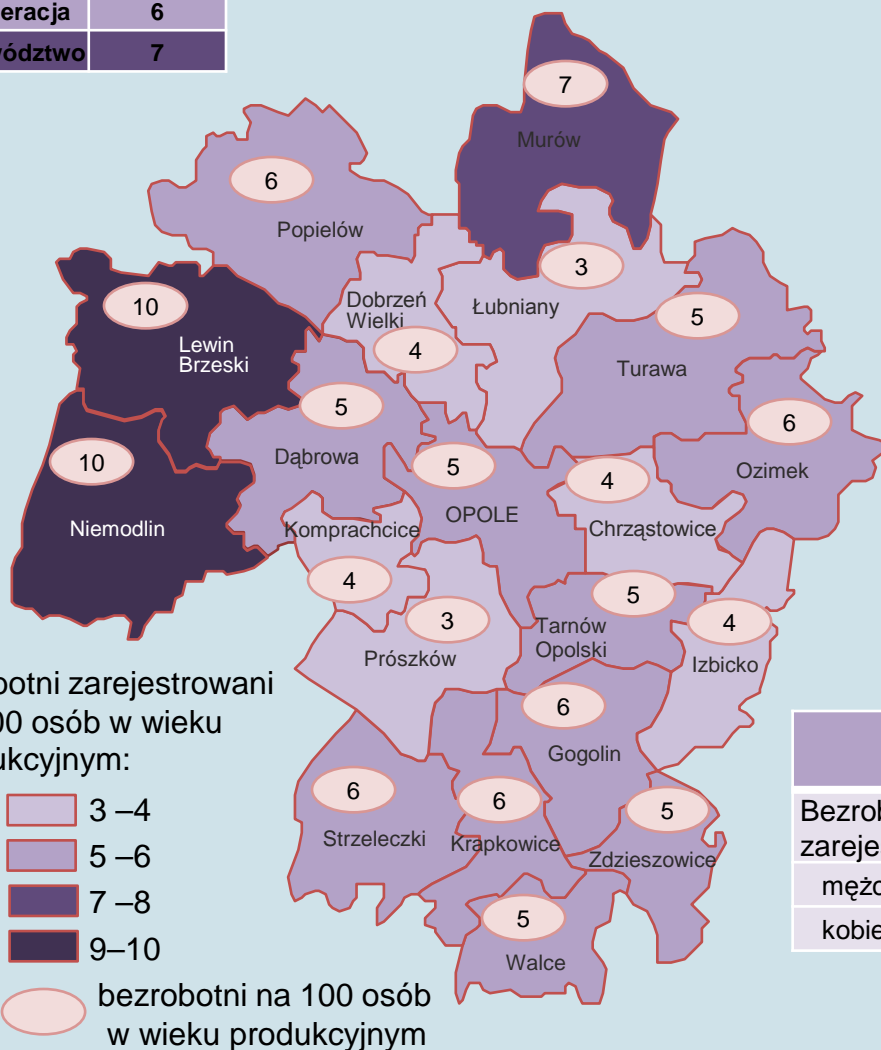 eracja 6
wództwo 7
7
Murów
6
Popielów
3
10
Dobrzeń
Wielki
Łubniany
5
Lewin
Brzeski
4
Turawa
5
6
Dąbrowa
10
5
4
Ozimek
Niemodlin
OPOLE
Komprachcice
Chrząstowice
4
5
3
4
Tarnów
Opolski
Prószków
Izbicko
6
Gogolin
6
6
5
Strzeleczki
Krapkowice
Zdzieszowice
5
Walce
botni zarejestrowani
00 osób w wieku
ukcyjnym:
3 –4
5 –6
7 –8
9–10
bezrobotni na 100 osób
w wieku produkcyjnym
Bezrob
zareje
mężc
kobie